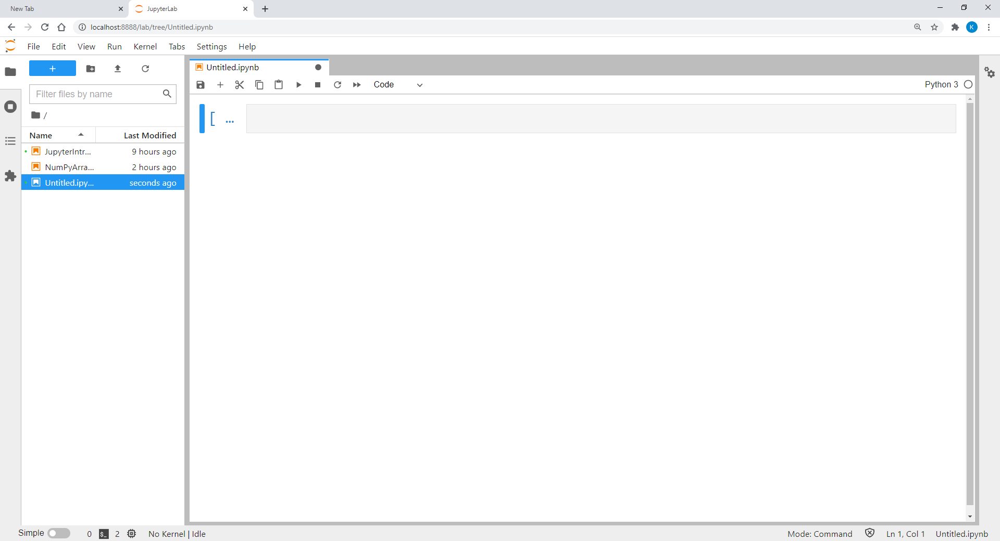 New Tab
JupyterLab
localhost:8888/lab/tree/Untitled.ipynb
K
File Edit View Run Kernel Tabs Settings Help
Untitled.ipynb
Code
Python 3
Filter files by name
/
[ ...
Name Last Modified
JupyterIntr... 9 hours ago
NumPyArra... 2 hours ago
Untitled.ipy... seconds ago
Simple 0 $_ 2 No Kernel | Idle Mode: Command Ln 1, Col 1 Untitled.ipynb